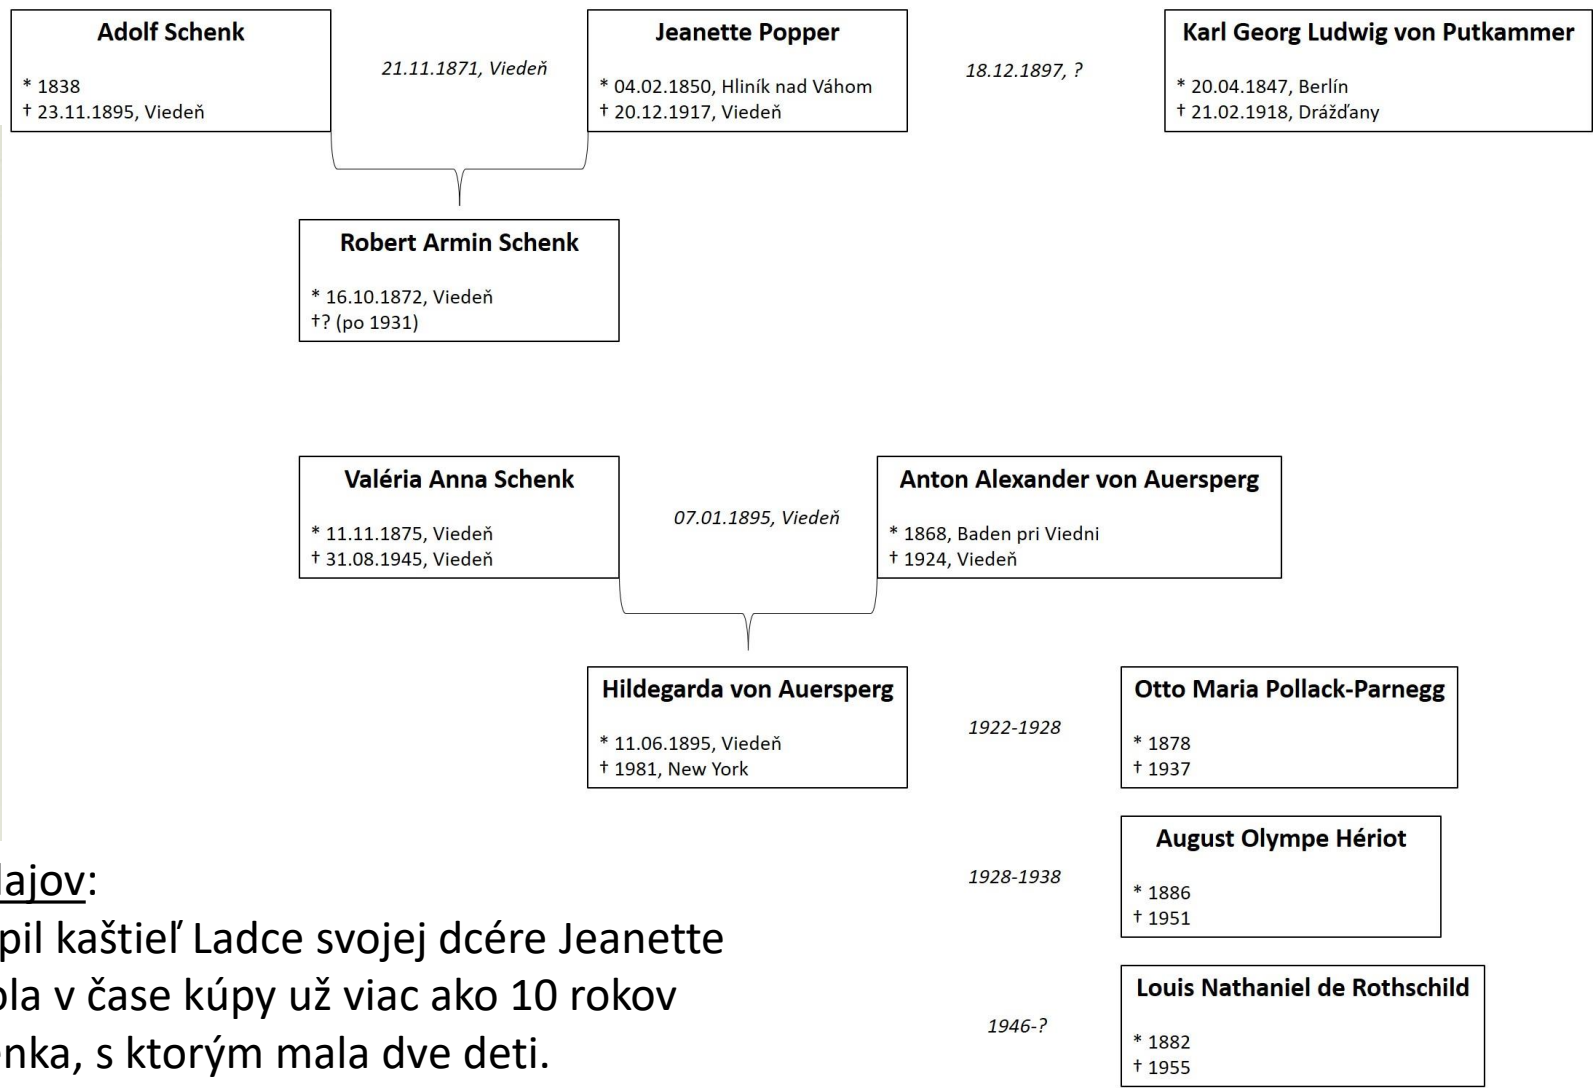 Adolf Schenk
* 1838
† 23.11.1895, Viedeň
21.11.1871, Viedeň
Jeanette Popper
* 04.02.1850, Hliník nad Váhom
† 20.12.1917, Viedeň
18.12.1897, ?
Karl Georg Ludwig von Putkammer
* 20.04.1847, Berlín
† 21.02.1918, Drážďany
Robert Armin Schenk
* 16.10.1872, Viedeň
†? (po 1931)
Valéria Anna Schenk
* 11.11.1875, Viedeň
† 31.08.1945, Viedeň
07.01.1895, Viedeň
Anton Alexander von Auersperg
* 1868, Baden pri Viedni
† 1924, Viedeň
Hildegarda von Auersperg
* 11.06.1895, Viedeň
† 1981, New York
1922-1928
Otto Maria Pollack-Parnegg
* 1878
† 1937
1928-1938
August Olympe Hériot
* 1886
† 1951
1946-?
Louis Nathaniel de Rothschild
* 1882
† 1955
lajov:
pil kaštieľ Ladce svojej dcére Jeanette
ola v čase kúpy už viac ako 10 rokov
enka, s ktorým mala dve deti.